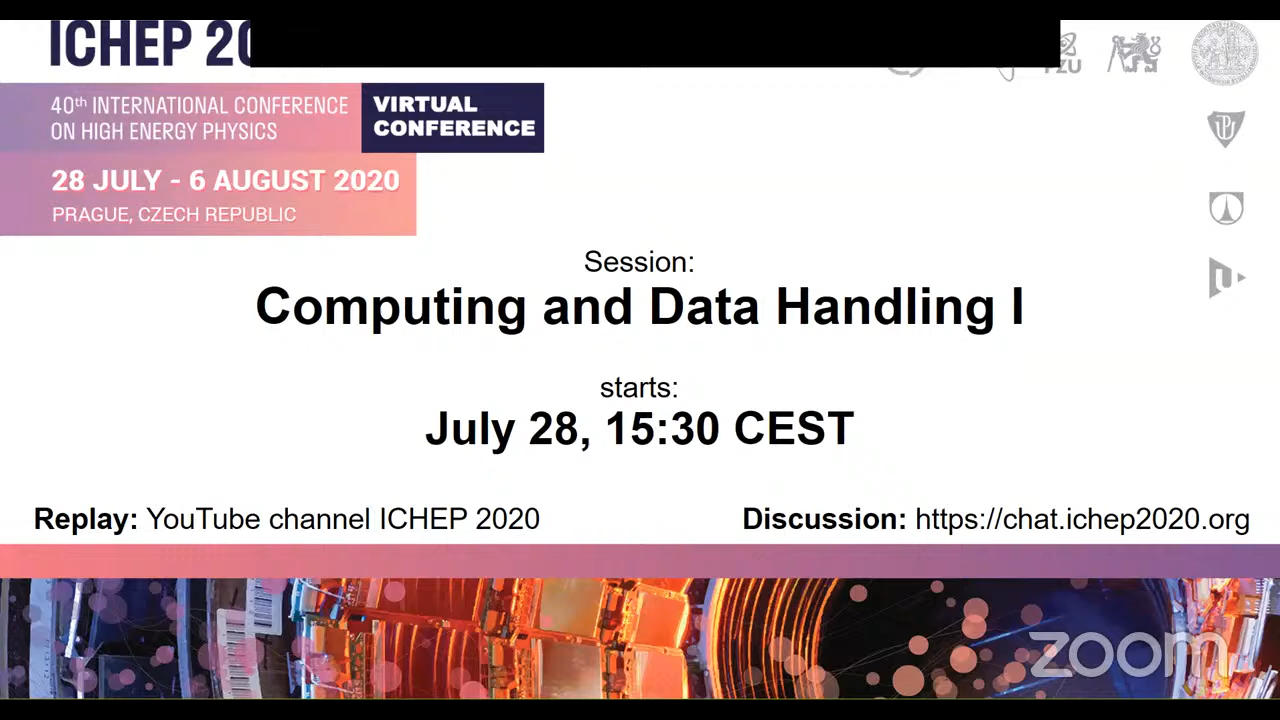 ICHEP 20
40th INTERNATIONAL CONFERENCE
ON HIGH ENERGY PHYSICS
VIRTUAL
CONFERENCE
28 JULY - 6 AUGUST 2020
PRAGUE, CZECH REPUBLIC
Session:
Computing and Data Handling I
starts:
July 28, 15:30 CEST
Replay: YouTube channel ICHEP 2020
Discussion: https://chat.ichep2020.org
zoom